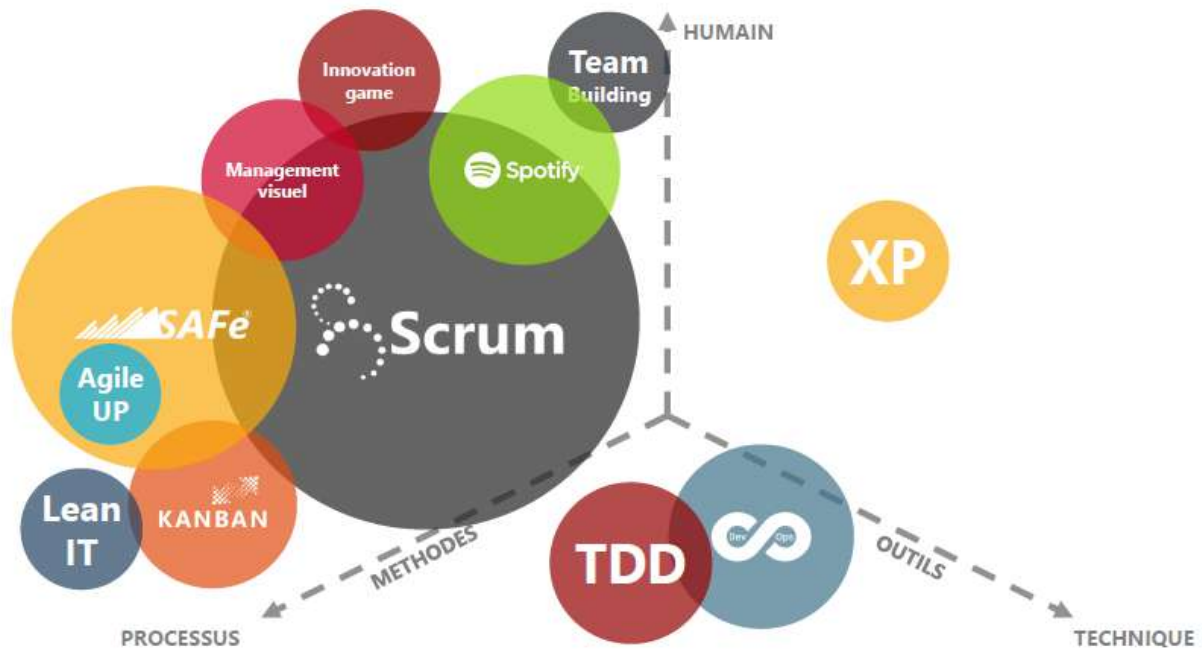 HUMAIN
Team
Building
Innovation
game
Spotify
Management
visuel
XP
SAFe®
Scrum
Agile
UP
KANBAN
Lean
IT
TDD
Dev
Ops
METHODES
OUTILS
PROCESSUS
TECHNIQUE